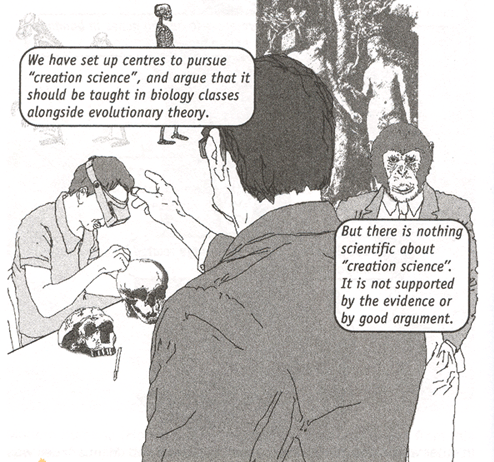 We have set up centres to pursue
"creation science", and argue that it
should be taught in biology classes
alongside evolutionary theory.
But there is nothing
scientific about
"creation science".
It is not supported
by the evidence or
by good argument.